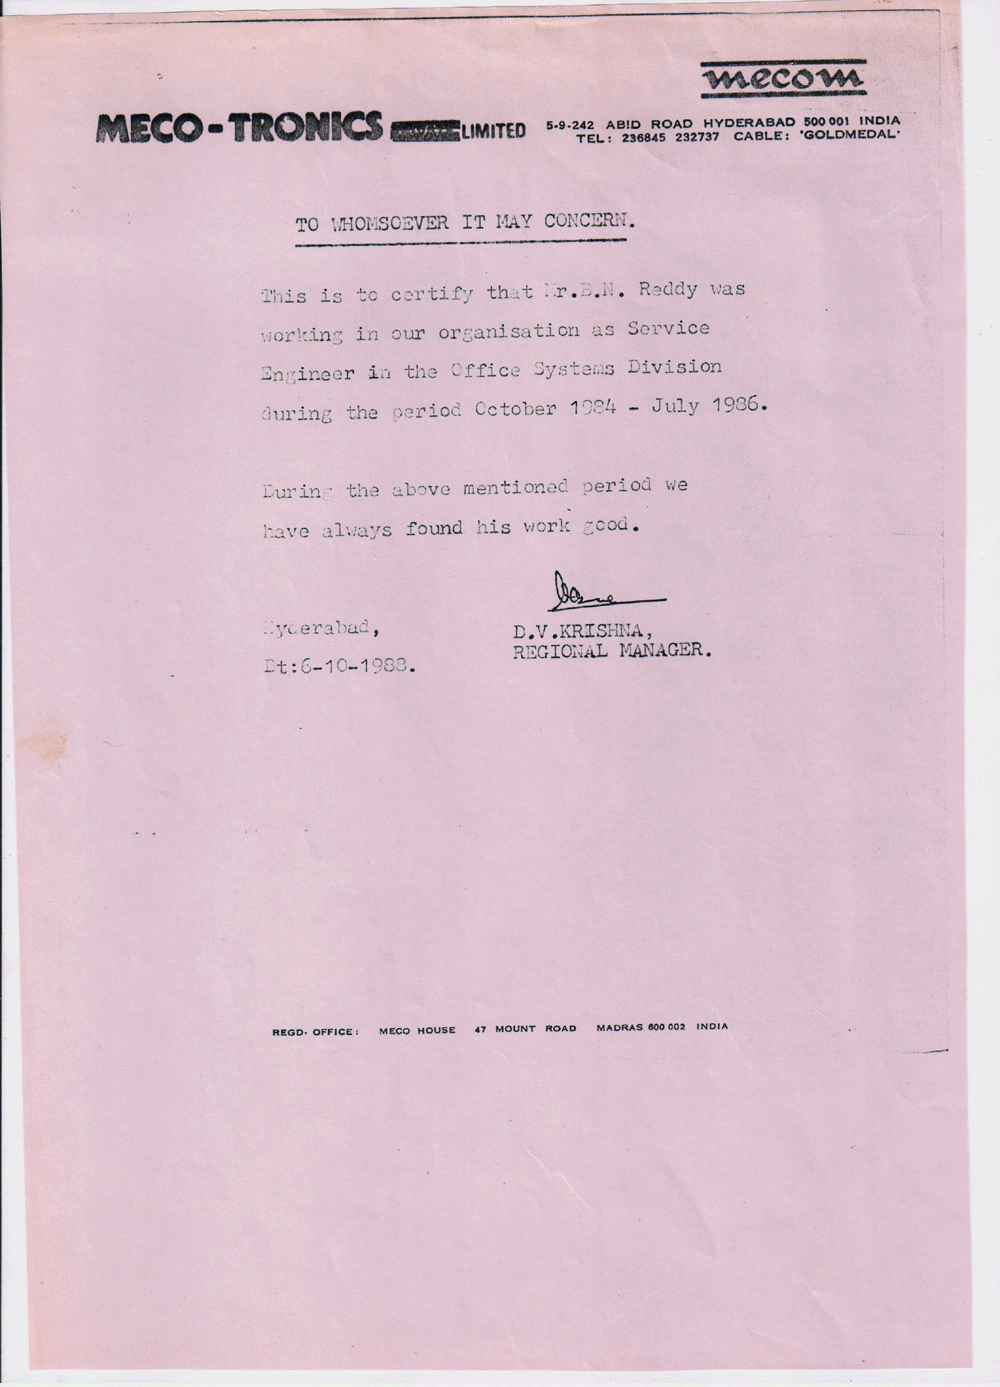 mecom
MECO-TRONICS LIMITED
5-9-242 ABID ROAD HYDERABAD 500 001 INDIA
TEL: 236845 232737 CABLE: 'GOLDMEDAL'
TO WHOMSOEVER IT MAY CONCERN.
This is to certify that Mr.B.N. Reddy was
working in our organisation as Service
Engineer in the Office Systems Division
during the period October 1984 - July 1986.
During the above mentioned period we
have always found his work good.
D.V.KRISHNA,
REGIONAL MANAGER.
Hyderabad,
Dt:6-10-1988.
REGD. OFFICE: MECO HOUSE 47 MOUNT ROAD MADRAS 600 002 INDIA